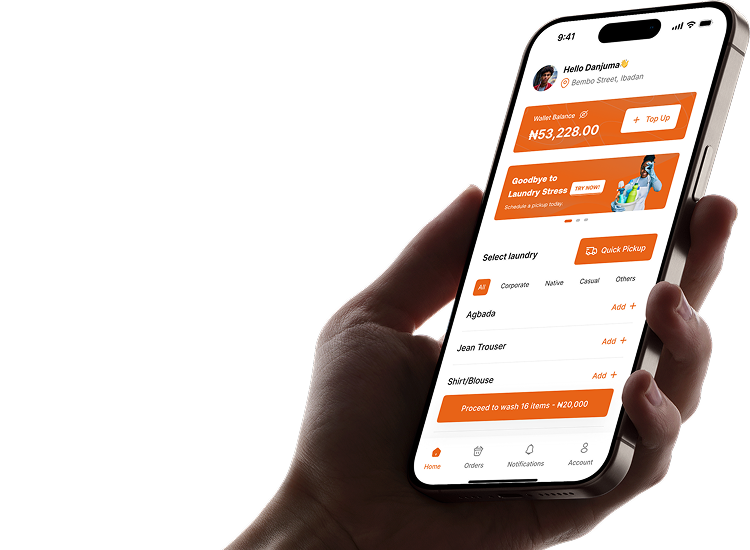 9:41
Hello Danjuma👋
Bembo Street, Ibadan
Wallet Balance
₦53,228.00
+ Top Up
Goodbye to
Laundry Stress
TRY NOW!
Schedule a pickup today.
Select laundry
Quick Pickup
All
Corporate
Native
Casual
Others
Agbada
Add +
Jean Trouser
Add +
Shirt/Blouse
Add +
Proceed to wash 16 items - ₦20,000
Home
Orders
Notifications
Account